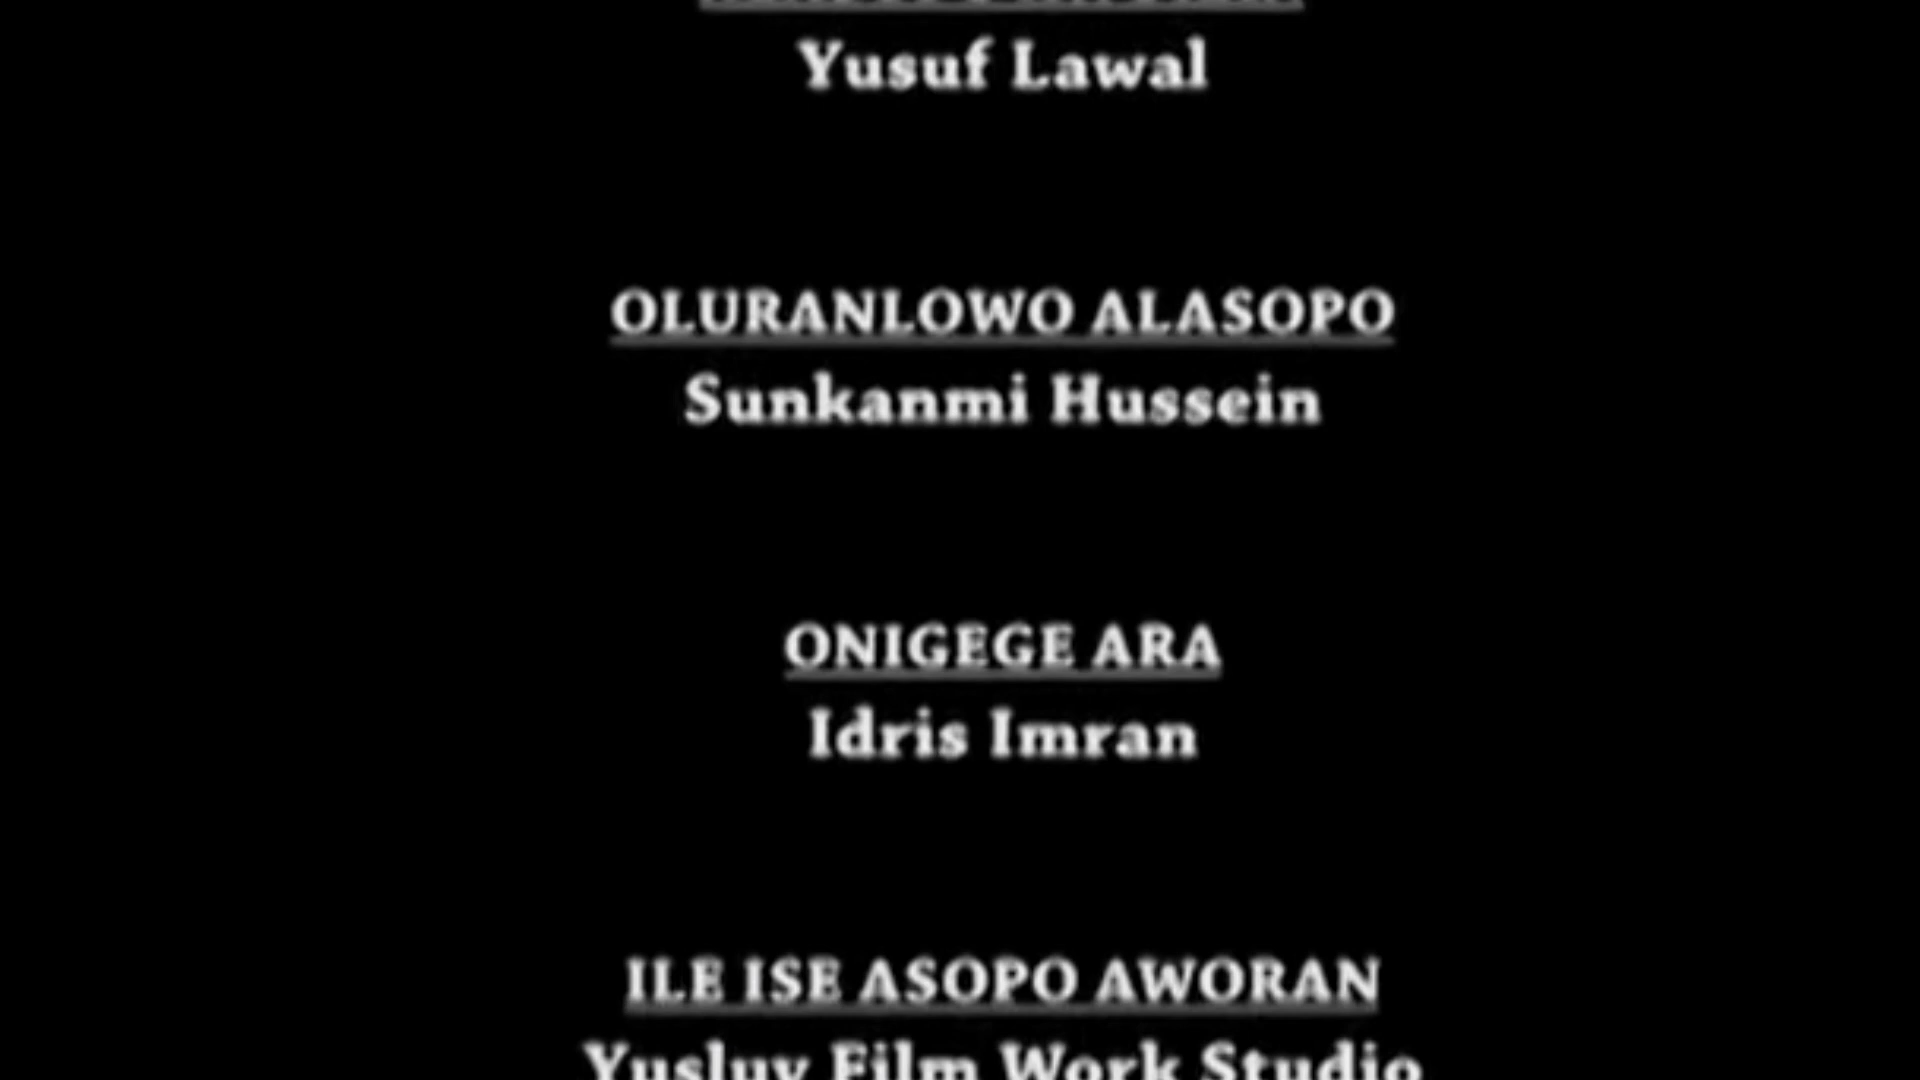 Yusuf Lawal
OLURANLOWO ALASOPO
Sunkanmi Hussein
ONIGEGE ARA
Idris Imran
ILE ISE ASOPO AWORAN
Yusluv Film Work Studio